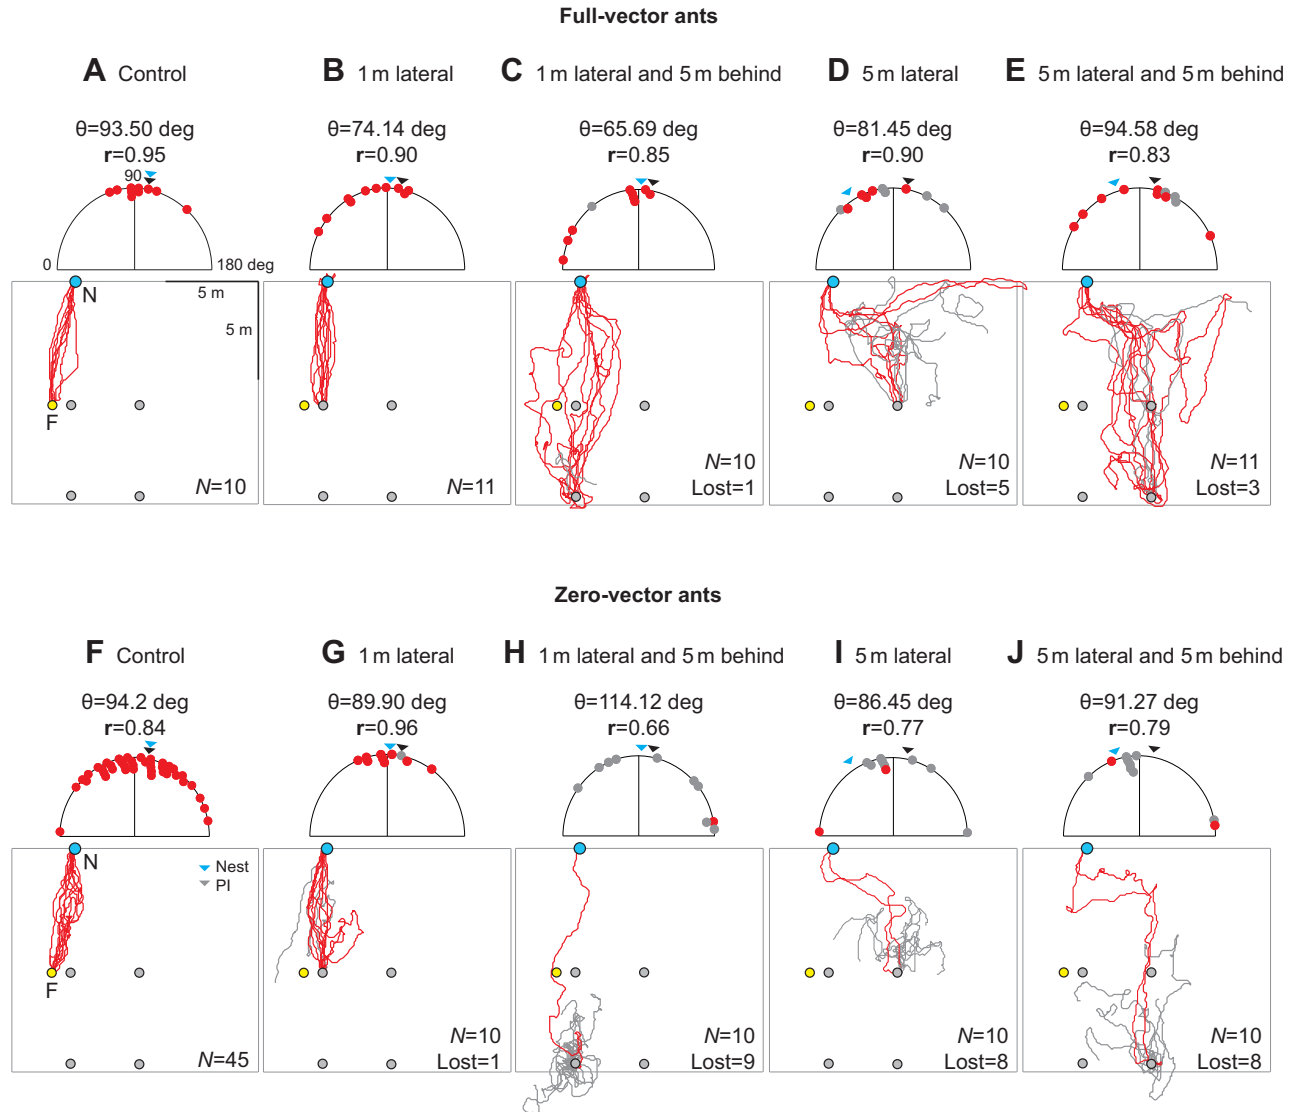 Full-vector ants
A Control
B 1 m lateral
C 1 m lateral and 5 m behind
D 5 m lateral
E 5 m lateral and 5 m behind
θ=93.50 deg
r=0.95
θ=74.14 deg
r=0.90
θ=65.69 deg
r=0.85
θ=81.45 deg
r=0.90
θ=94.58 deg
r=0.83
90
0
180 deg
N
5 m
5 m
F
N=10
N=11
N=10
Lost=1
N=10
Lost=5
N=11
Lost=3
Zero-vector ants
F Control
G 1 m lateral
H 1 m lateral and 5 m behind
I 5 m lateral
J 5 m lateral and 5 m behind
θ=94.2 deg
r=0.84
θ=89.90 deg
r=0.96
θ=114.12 deg
r=0.66
θ=86.45 deg
r=0.77
θ=91.27 deg
r=0.79
N
Nest
PI
F
N=45
N=10
Lost=1
N=10
Lost=9
N=10
Lost=8
N=10
Lost=8